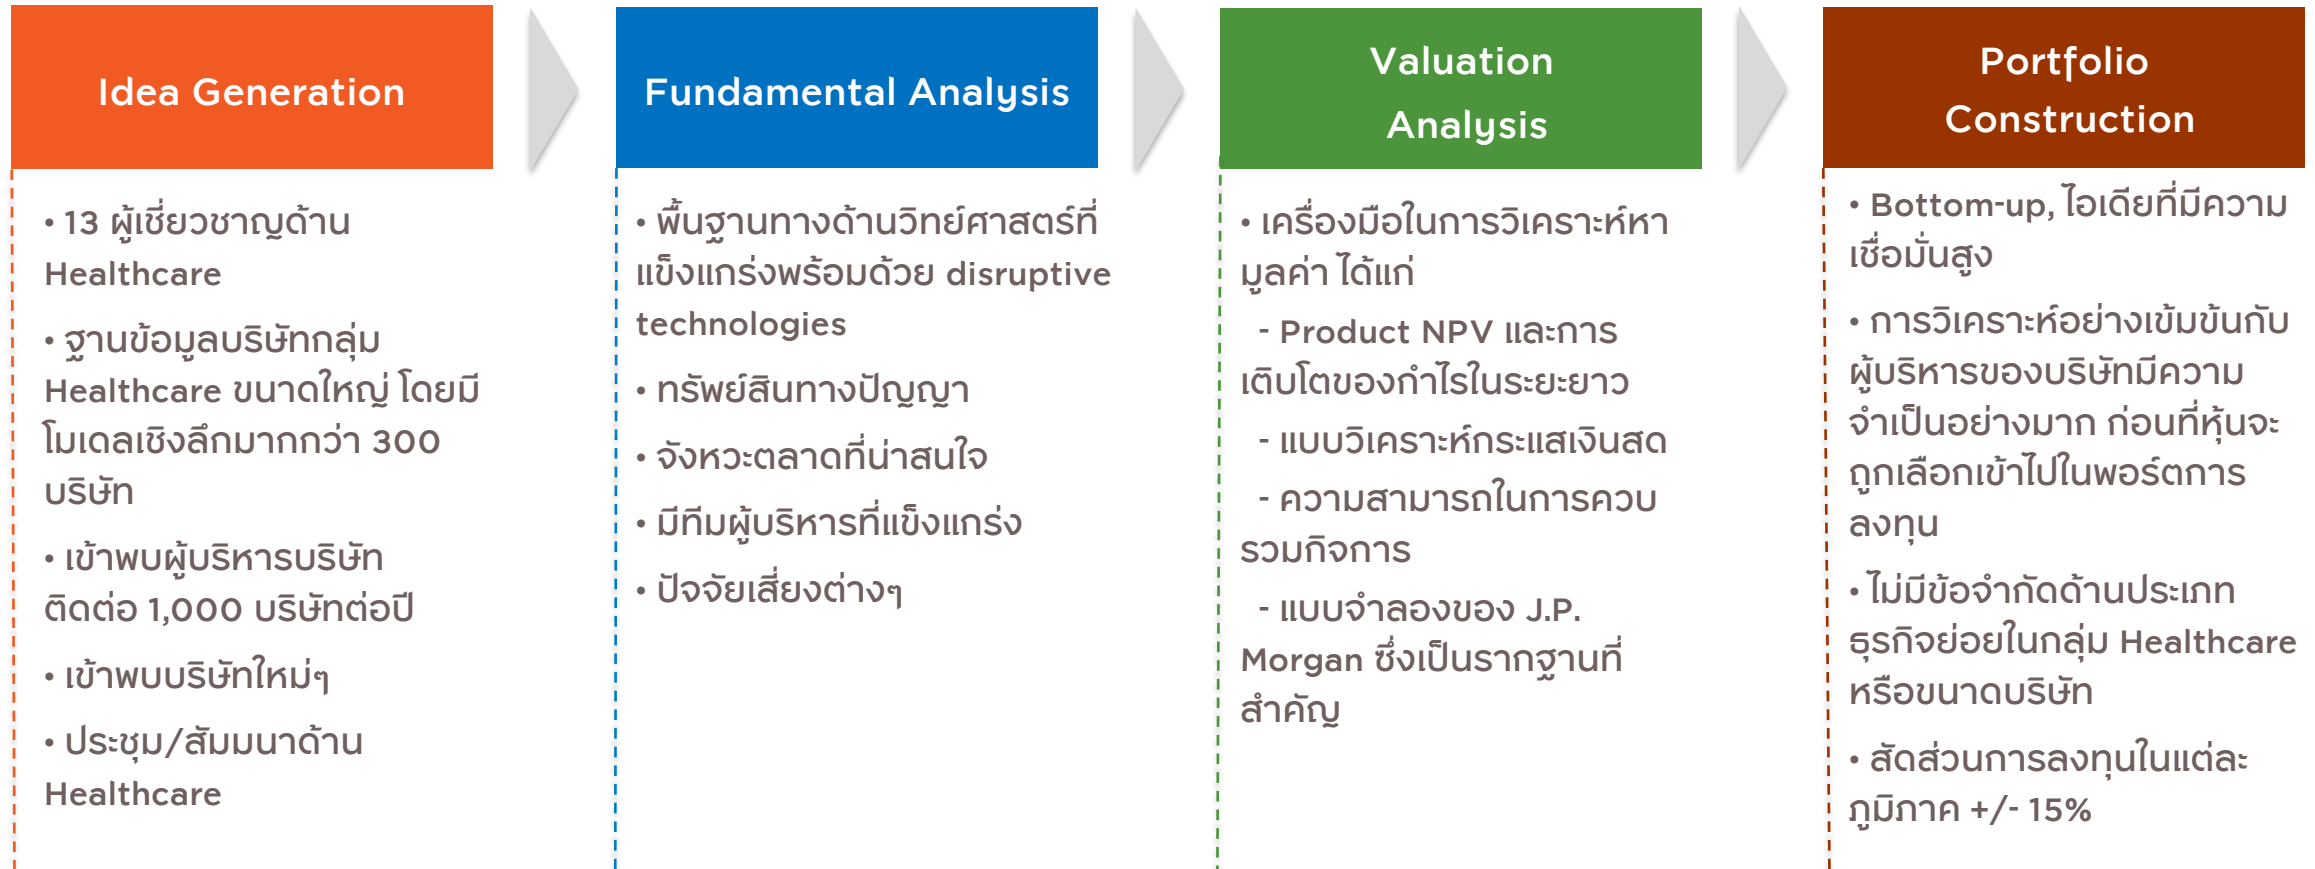 Idea Generation
• 13 ผู้เชี่ยวชาญด้าน
Healthcare
• ฐานข้อมูลบริษัทกลุ่ม
Healthcare ขนาดใหญ่ โดยมี
โมเดลเชิงลึกมากกว่า 300
บริษัท
• เข้าพบผู้บริหารบริษัท
ติดต่อ 1,000 บริษัทต่อปี
• เข้าพบบริษัทใหม่ๆ
• ประชุม/สัมมนาด้าน
Healthcare
Fundamental Analysis
• พื้นฐานทางด้านวิทย์ศาสตร์ที่
แข็งแกร่งพร้อมด้วย disruptive
technologies
• ทรัพย์สินทางปัญญา
• จังหวะตลาดที่น่าสนใจ
• มีทีมผู้บริหารที่แข็งแกร่ง
• ปัจจัยเสี่ยงต่างๆ
Valuation
Analysis
• เครื่องมือในการวิเคราะห์หา
มูลค่า ได้แก่
- Product NPV และการ
เติบโตของกำไรในระยะยาว
- แบบวิเคราะห์กระแสเงินสด
- ความสามารถในการควบ
รวมกิจการ
- แบบจำลองของ J.P.
Morgan ซึ่งเป็นรากฐานที่
สำคัญ
Portfolio
Construction
• Bottom-up, ไอเดียที่มีความ
เชื่อมั่นสูง
• การวิเคราะห์อย่างเข้มข้นกับ
ผู้บริหารของบริษัทมีความ
จำเป็นอย่างมาก ก่อนที่หุ้นจะ
ถูกเลือกเข้าไปในพอร์ตการ
ลงทุน
• ไม่มีข้อจำกัดด้านประเภท
ธุรกิจย่อยในกลุ่ม Healthcare
หรือขนาดบริษัท
• สัดส่วนการลงทุนในแต่ละ
ภูมิภาค +/- 15%